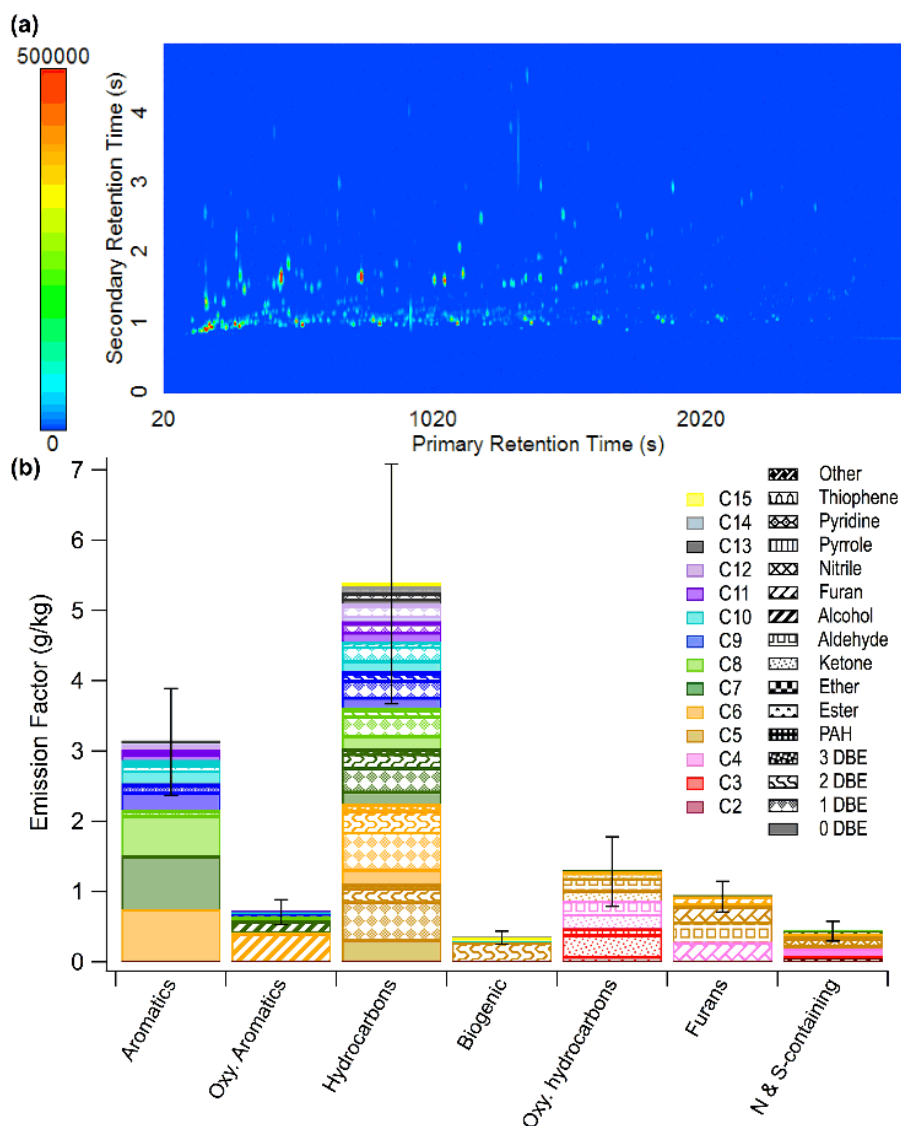 (a)
500000
0
Secondary Retention Time (s)
4
3
2
1
0
20
1020
2020
Primary Retention Time (s)
(b)
Emission Factor (g/kg)
7
6
5
4
3
2
1
0
C15
C14
C13
C12
C11
C10
C9
C8
C7
C6
C5
C4
C3
C2
Other
Thiophene
Pyridine
Pyrrole
Nitrile
Furan
Alcohol
Aldehyde
Ketone
Ether
Ester
PAH
3 DBE
2 DBE
1 DBE
0 DBE
Aromatics
Oxy. Aromatics
Hydrocarbons
Biogenic
Oxy. hydrocarbons
Furans
N & S-containing